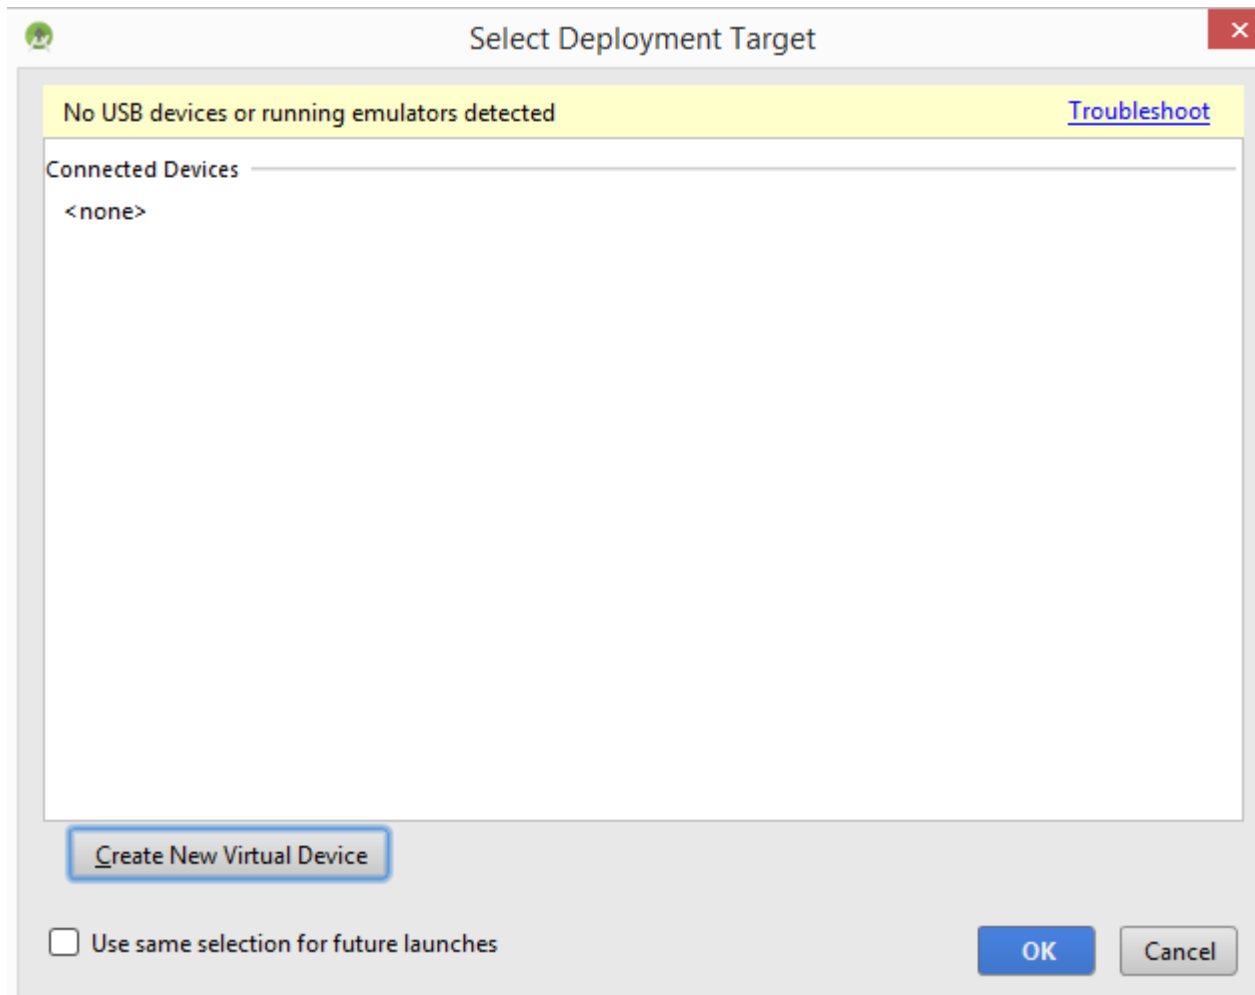 Select Deployment Target
No USB devices or running emulators detected Troubleshoot
Connected Devices
<none>
Create New Virtual Device
Use same selection for future launches
OK Cancel